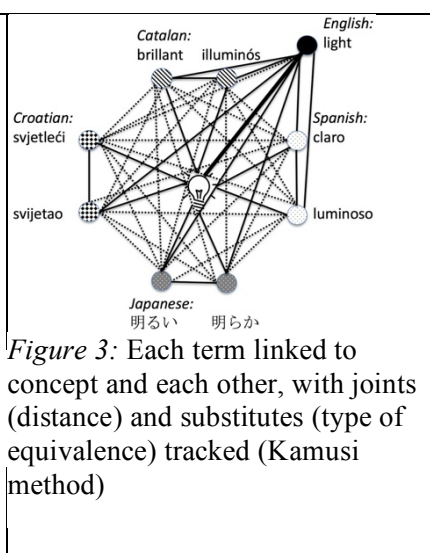 English:
light
Catalan:
brillant illuminós
Croatian:
svjetleći
Spanish:
claro
svijetao
luminoso
Japanese:
明るい 明らか
Figure 3: Each term linked to
concept and each other, with joints
(distance) and substitutes (type of
equivalence) tracked (Kamusi
method)